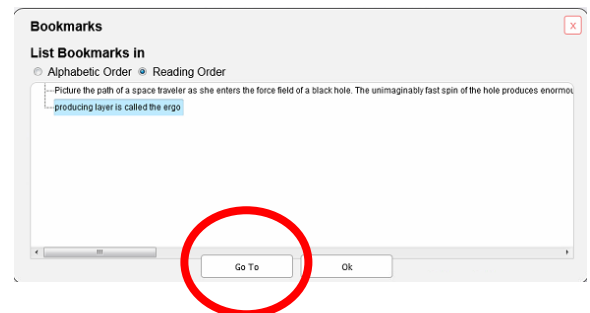 Bookmarks
X
List Bookmarks in
Alphabetic Order Reading Order
Picture the path of a space traveler as she enters the force field of a black hole. The unimaginably fast spin of the hole produces
producing layer is called the ergo
Go To Ok